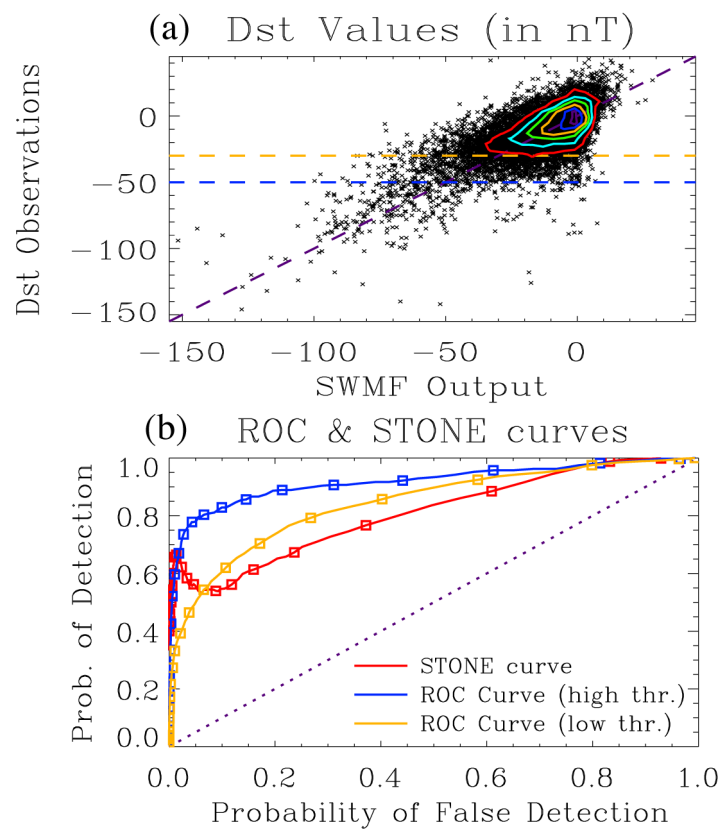 (a) Dst Values (in nT)
Dst Observations
0
−50
−100
−150
−150 −100 −50 0
SWMF Output
(b) ROC & STONE curves
Prob. of Detection
1.0
0.8
0.6
0.4
0.2
0.0
STONE curve
ROC Curve (high thr.)
ROC Curve (low thr.)
0.0 0.2 0.4 0.6 0.8 1.0
Probability of False Detection